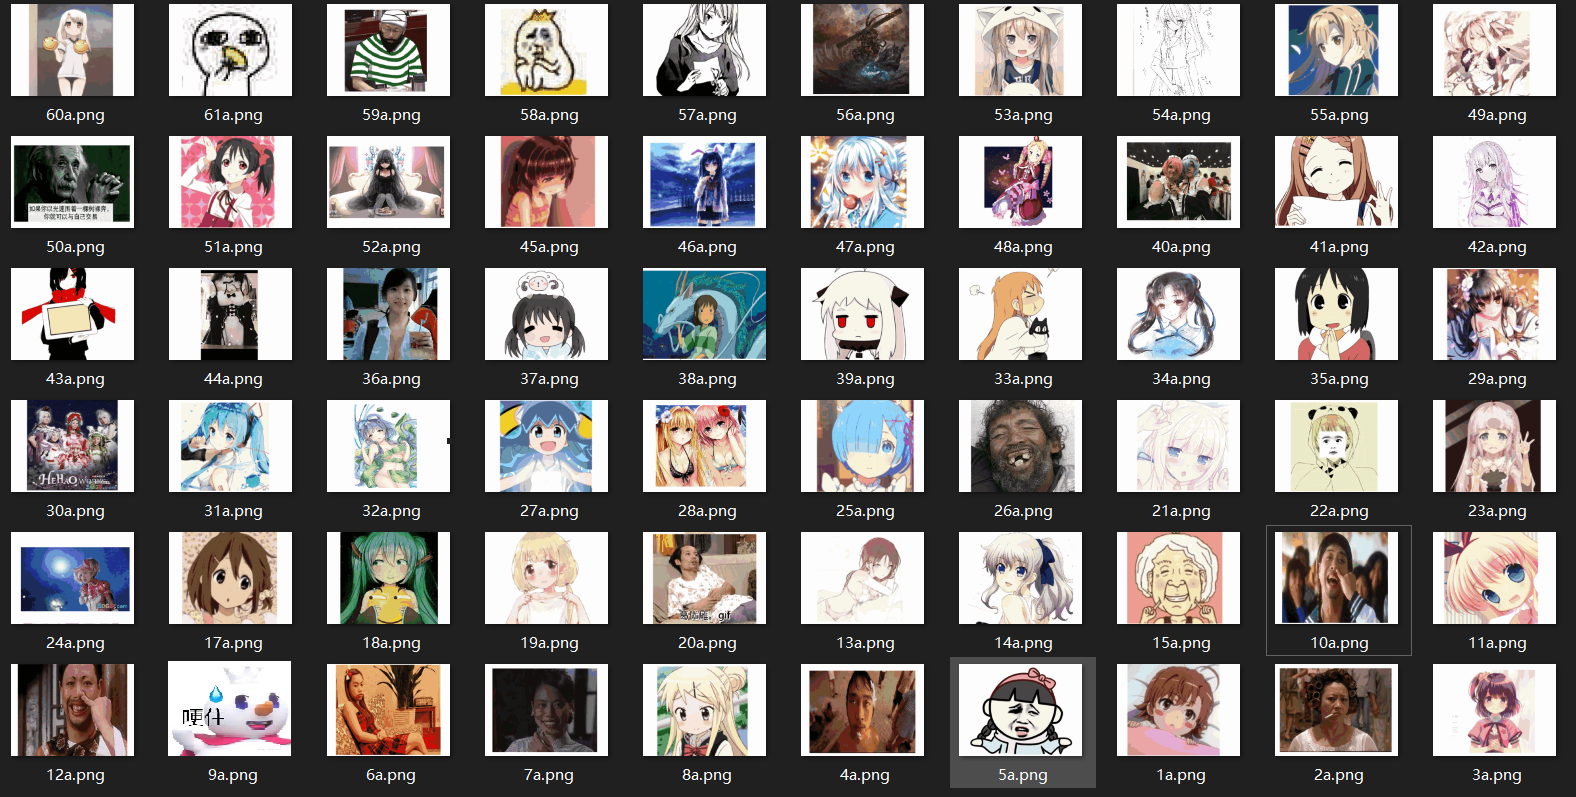 60a.png
61a.png
59a.png
58a.png
57a.png
56a.png
53a.png
54a.png
55a.png
49a.png
如果你以光速围着一棵树裸奔，
你就可以与自己交易
50a.png
51a.png
52a.png
45a.png
46a.png
47a.png
48a.png
40a.png
41a.png
42a.png
43a.png
44a.png
36a.png
37a.png
38a.png
39a.png
33a.png
34a.png
35a.png
29a.png
HEHAO
30a.png
31a.png
32a.png
27a.png
28a.png
25a.png
26a.png
21a.png
22a.png
23a.png
gif
24a.png
17a.png
18a.png
19a.png
20a.png
13a.png
14a.png
15a.png
10a.png
11a.png
哽什
12a.png
9a.png
6a.png
7a.png
8a.png
4a.png
5a.png
1a.png
2a.png
3a.png